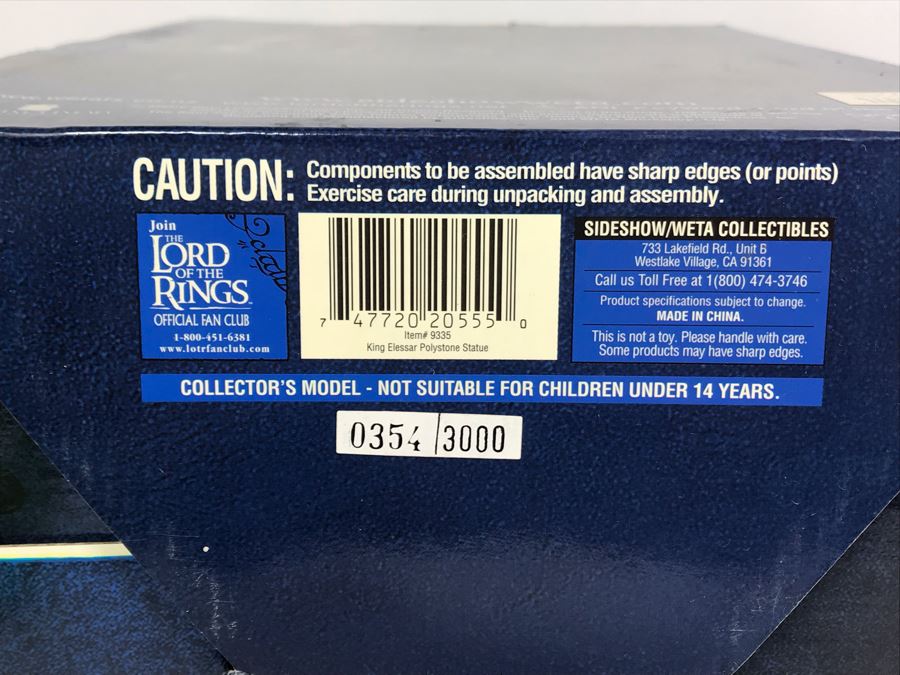 CAUTION: Components to be assembled have sharp edges (or points)
Exercise care during unpacking and assembly.
Join
THE
LORD
OF THE
RINGS
OFFICIAL FAN CLUB
1-800-451-6381
www.lotrfanclub.com
7 47720 20555 0
Item# 9335
King Elessar Polystone Statue
SIDESHOW/WETA COLLECTIBLES
733 Lakefield Rd., Unit B
Westlake Village, CA 91361
Call us Toll Free at 1(800) 474-3746
Product specifications subject to change.
MADE IN CHINA.
This is not a toy. Please handle with care.
Some products may have sharp edges.
COLLECTOR'S MODEL - NOT SUITABLE FOR CHILDREN UNDER 14 YEARS.
0354/3000